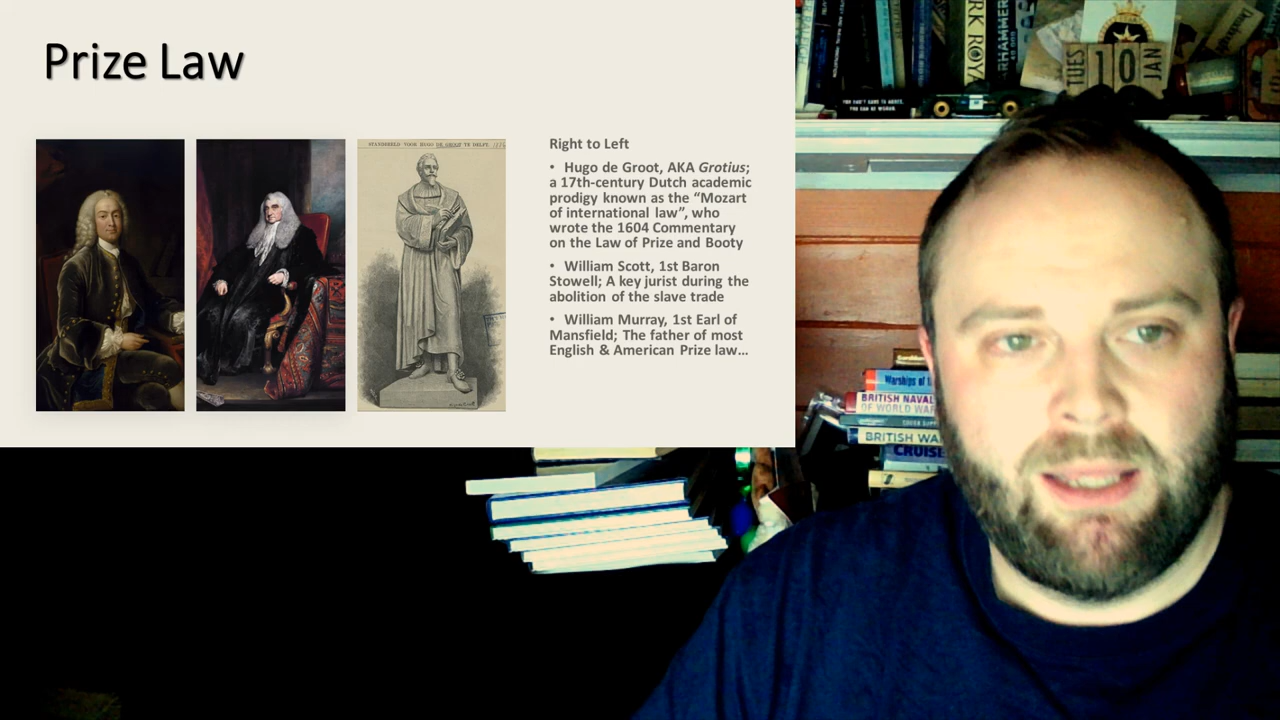 Prize Law
STANDBEELD VOOR HUGO DE GROOT TE DELFT.
Right to Left
• Hugo de Groot, AKA Grotius;
a 17th-century Dutch academic
prodigy known as the “Mozart
of international law”, who
wrote the 1604 Commentary
on the Law of Prize and Booty
• William Scott, 1st Baron
Stowell; A key jurist during the
abolition of the slave trade
• William Murray, 1st Earl of
Mansfield; The father of most
English & American Prize law…
TUES 10 JAN
BRITISH NAVAL
OF WORLD WAR
BRITISH WA
CRUISE